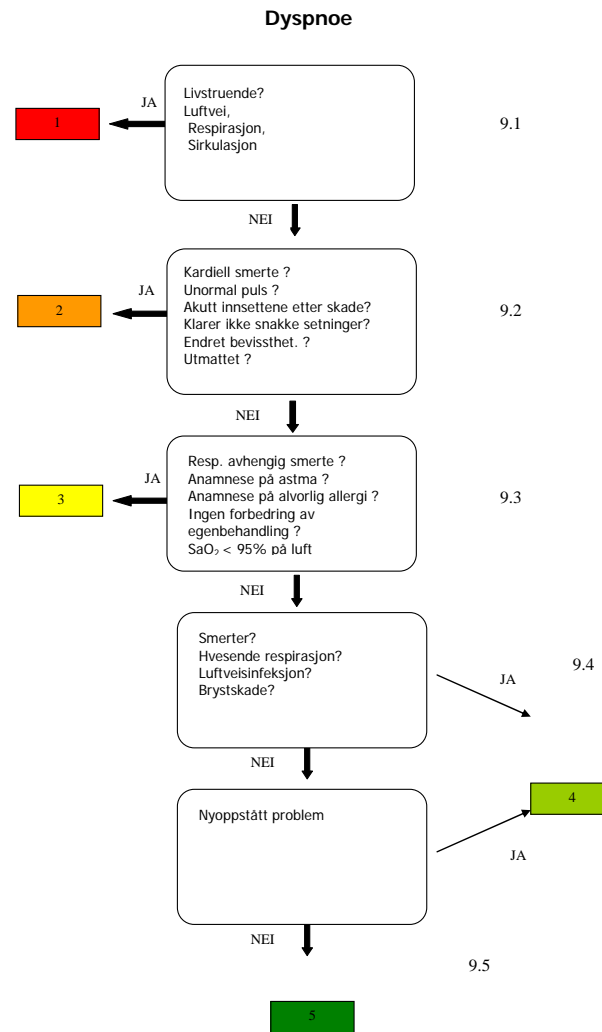 Dyspnoe
Livstruende?
Luftvei,
Respirasjon,
Sirkulasjon
JA
1
9.1
NEI
Kardiell smerte ?
Unormal puls ?
Akutt innsettene etter skade?
Klarer ikke snakke setninger?
Endret bevissthet. ?
Utmattet ?
JA
2
9.2
NEI
Resp. avhengig smerte ?
Anamnese på astma ?
Anamnese på alvorlig allergi ?
Ingen forbedring av
egenbehandling ?
SaO₂ < 95% på luft
JA
3
9.3
NEI
Smerter?
Hvesende respirasjon?
Luftveisinfeksjon?
Brystskade?
JA
9.4
NEI
4
Nyoppstått problem
JA
NEI
9.5
5